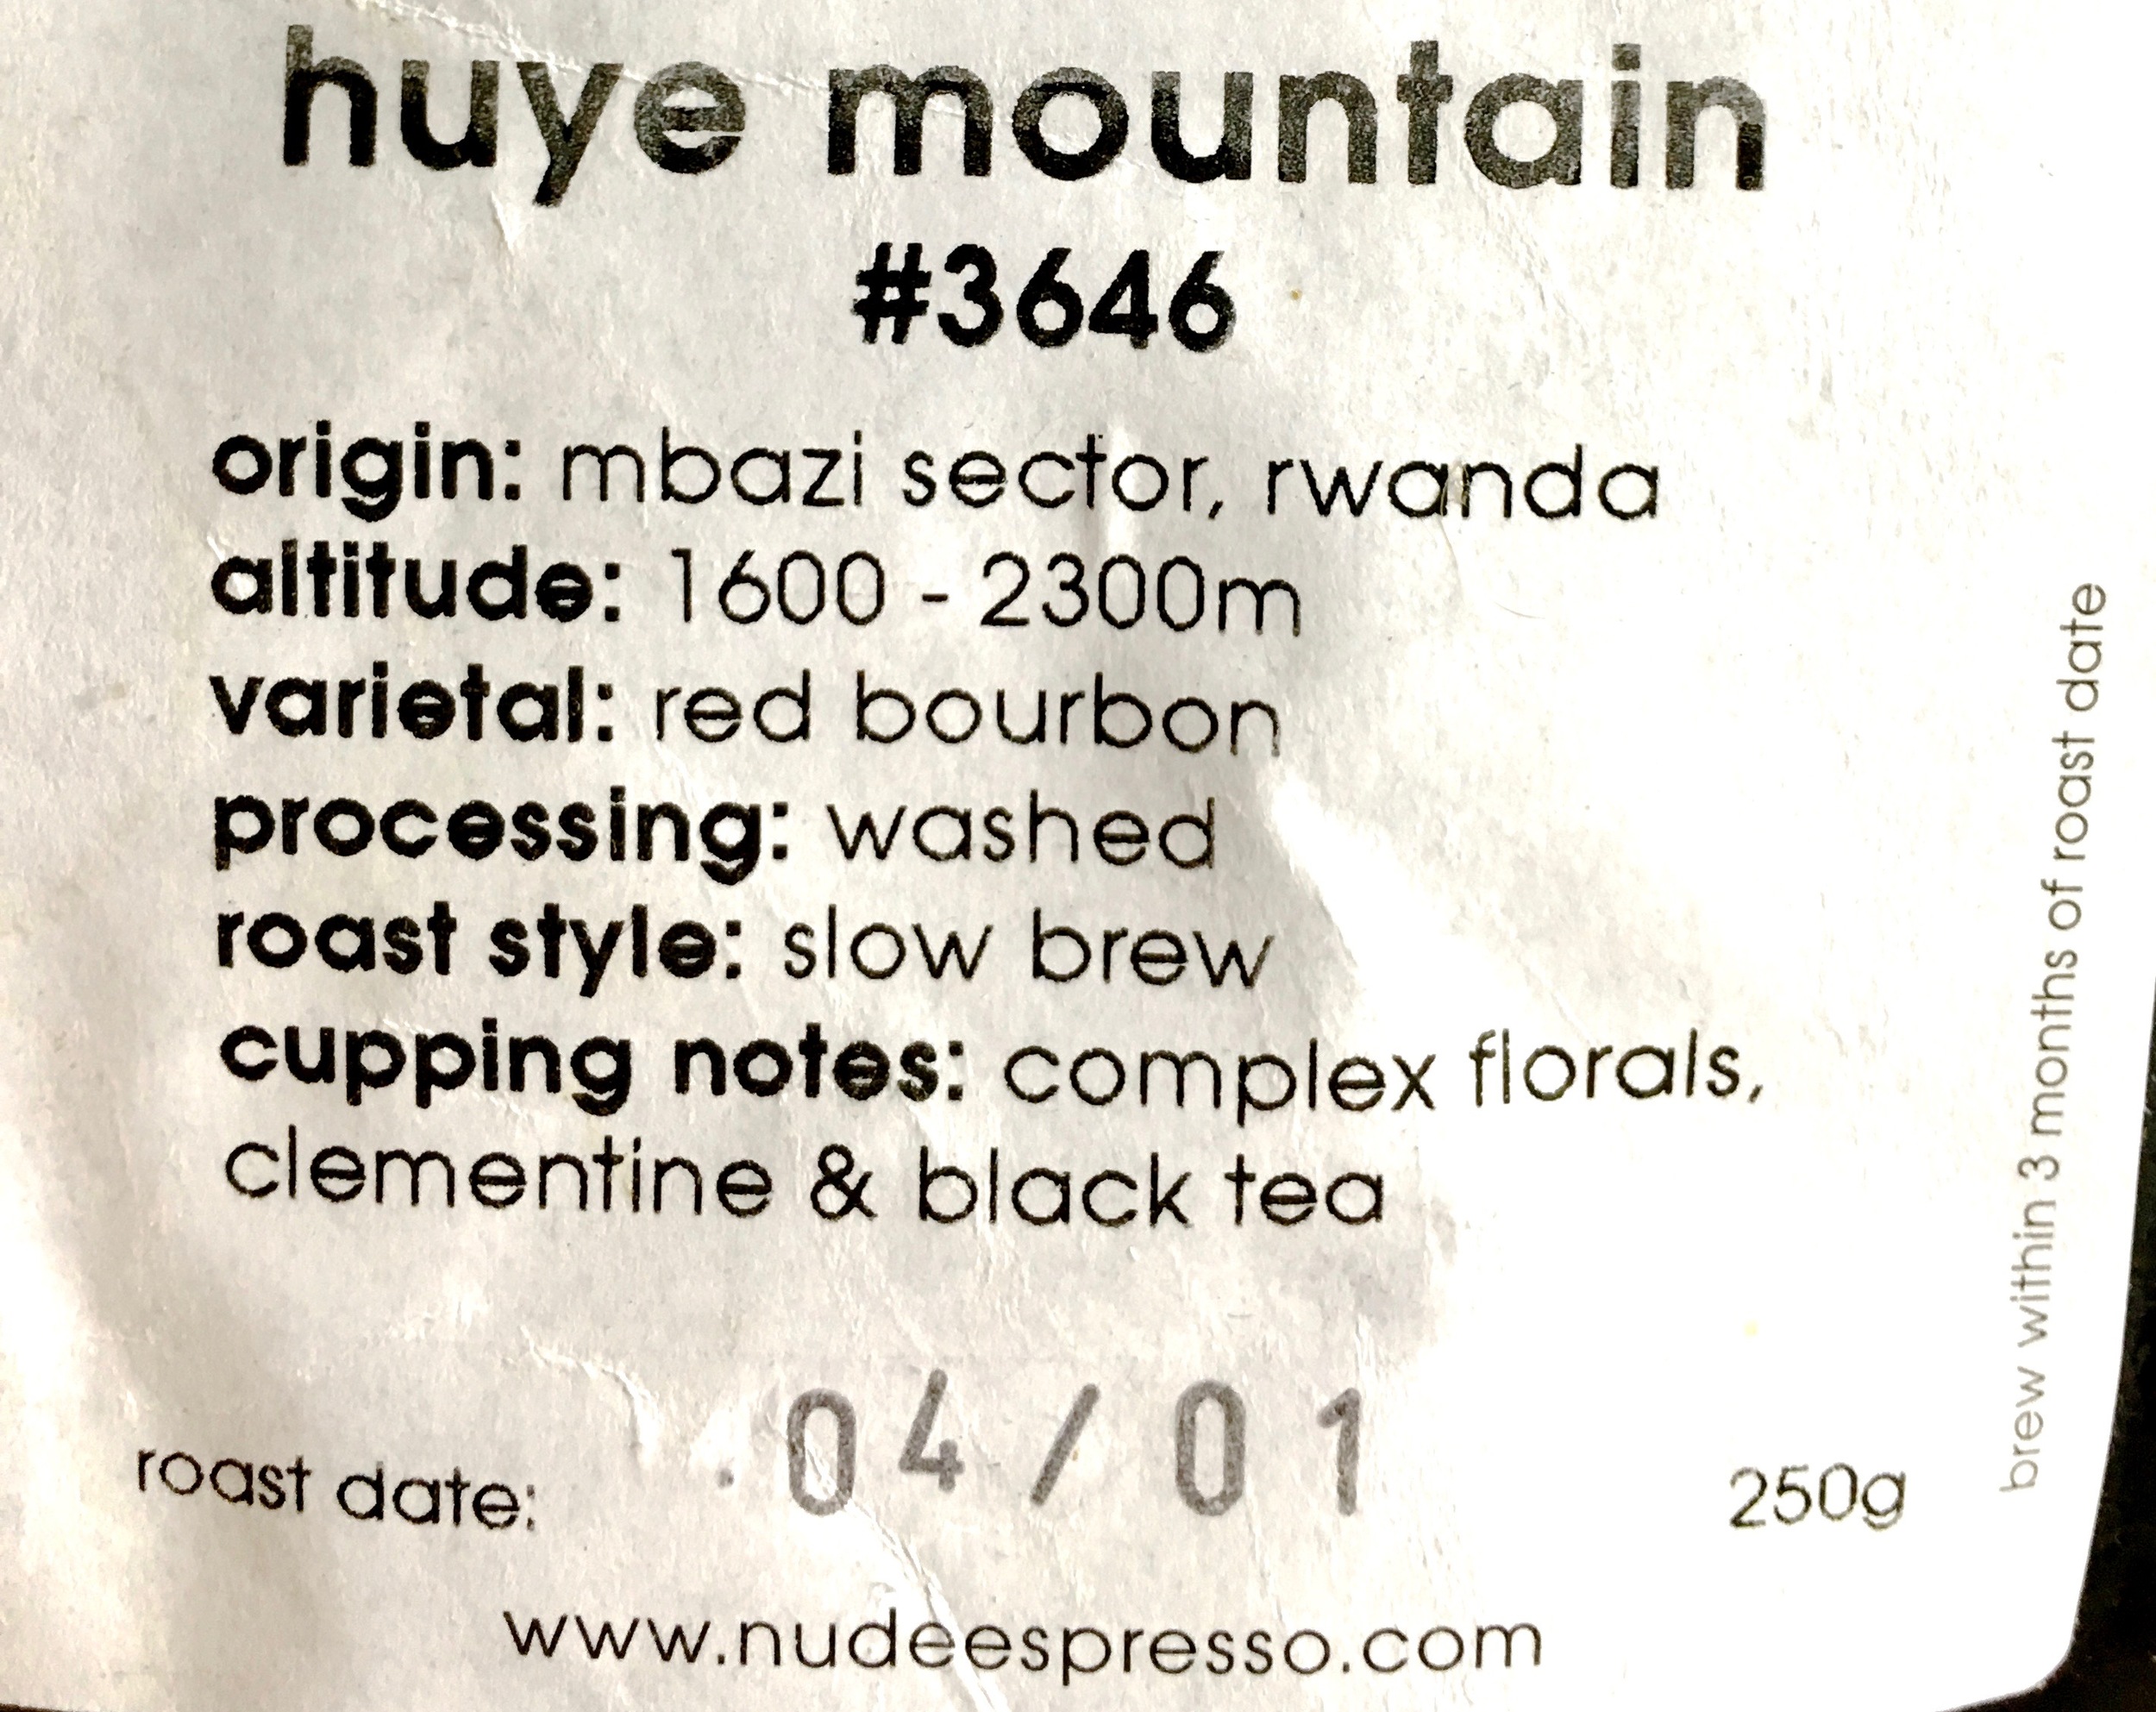 huye mountain
#3646
origin: mbazi sector, rwanda
altitude: 1600 - 2300m
varietal: red bourbon
processing: washed
roast style: slow brew
cupping notes: complex florals,
clementine & black tea
roast date: 04/01
250g
www.nudeespresso.com
brew within 3 months of roast date